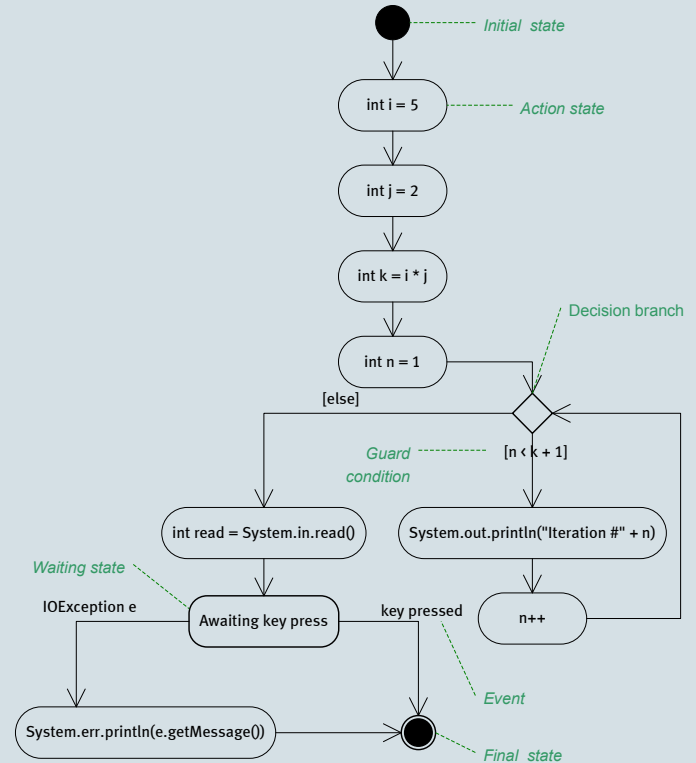 Initial state
int i = 5
Action state
int j = 2
int k = i * j
Decision branch
int n = 1
[else]
Guard
condition
[n < k + 1]
int read = System.in.read()
System.out.println("Iteration #" + n)
Waiting state
IOException e
Awaiting key press
key pressed
n++
Event
System.err.println(e.getMessage())
Final state